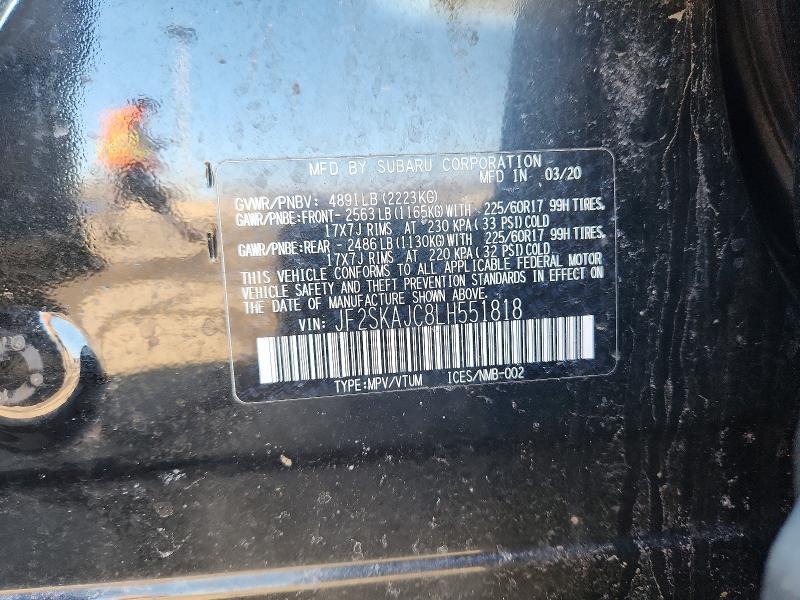 MFD BY SUBARU CORPORATION
MFD IN 03/20
GVWR/PNBV: 4891LB (2223KG)
GAWR/PNBE:FRONT- 2563LB(1165KG)WITH 225/60R17 99H TIRES.
17X7J RIMS AT 230 KPA(33 PSI)COLD
GAWR/PNBE:REAR - 2486LB(1130KG)WITH 225/60R17 99H TIRES.
17X7J RIMS AT 220 KPA(32 PSI)COLD
THIS VEHICLE CONFORMS TO ALL APPLICABLE FEDERAL MOTOR
VEHICLE SAFETY AND THEFT PREVENTION STANDARDS IN EFFECT ON
THE DATE OF MANUFACTURE SHOWN ABOVE.
VIN: JF2SKAJC8LH551818
TYPE:MPV/VTUM ICES/NMB-002